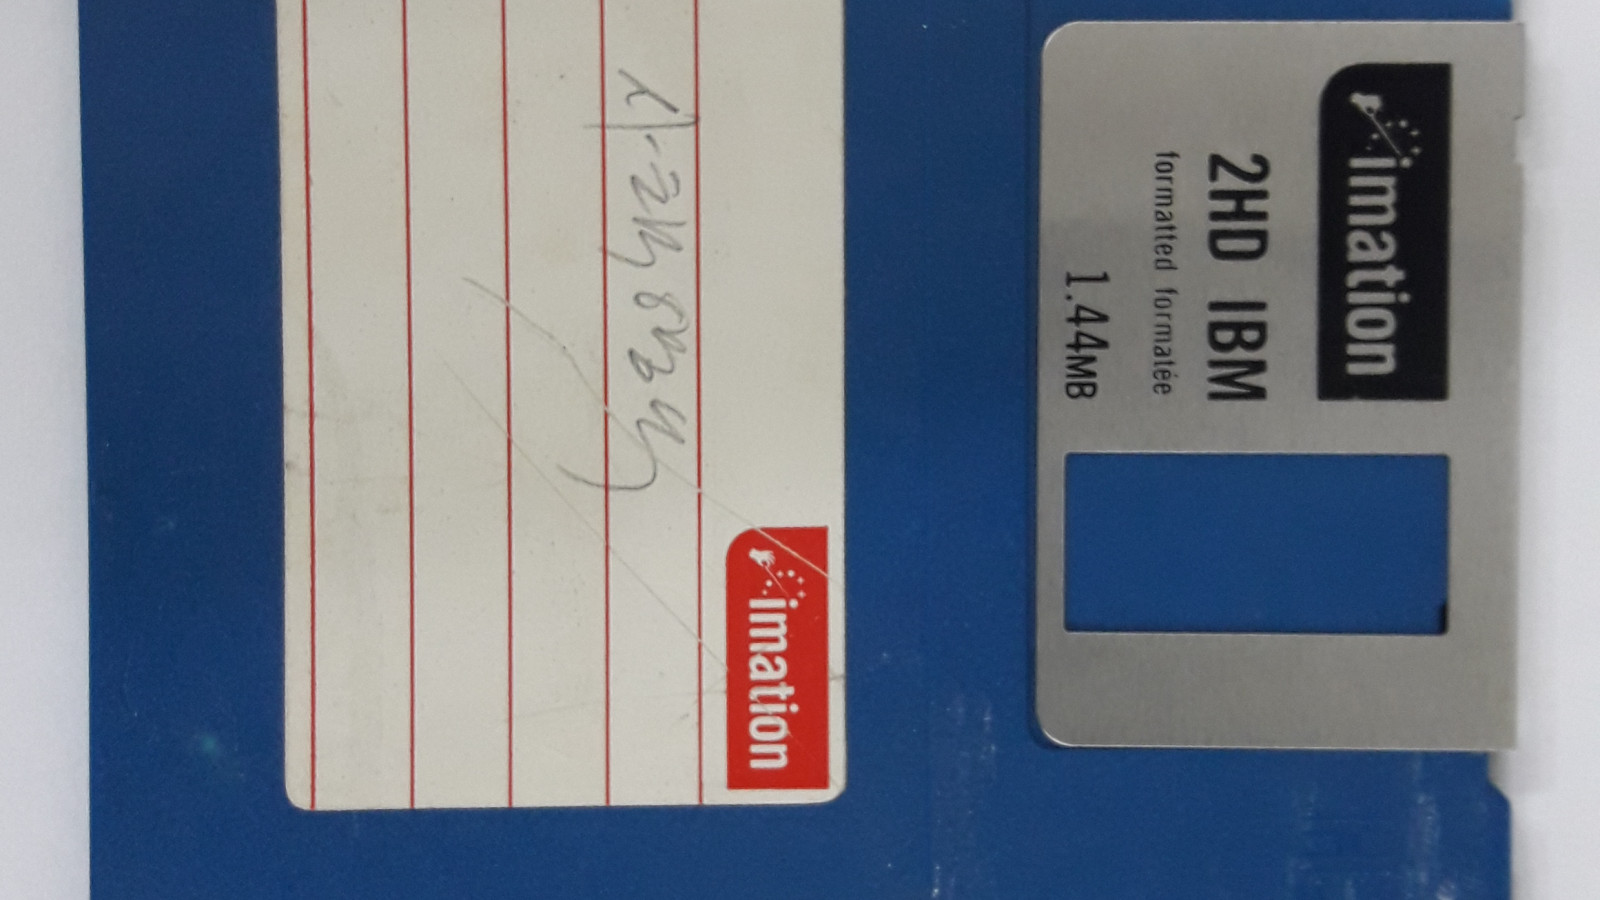 imation
2HD IBM
formatted formatée
1.44MB
imation